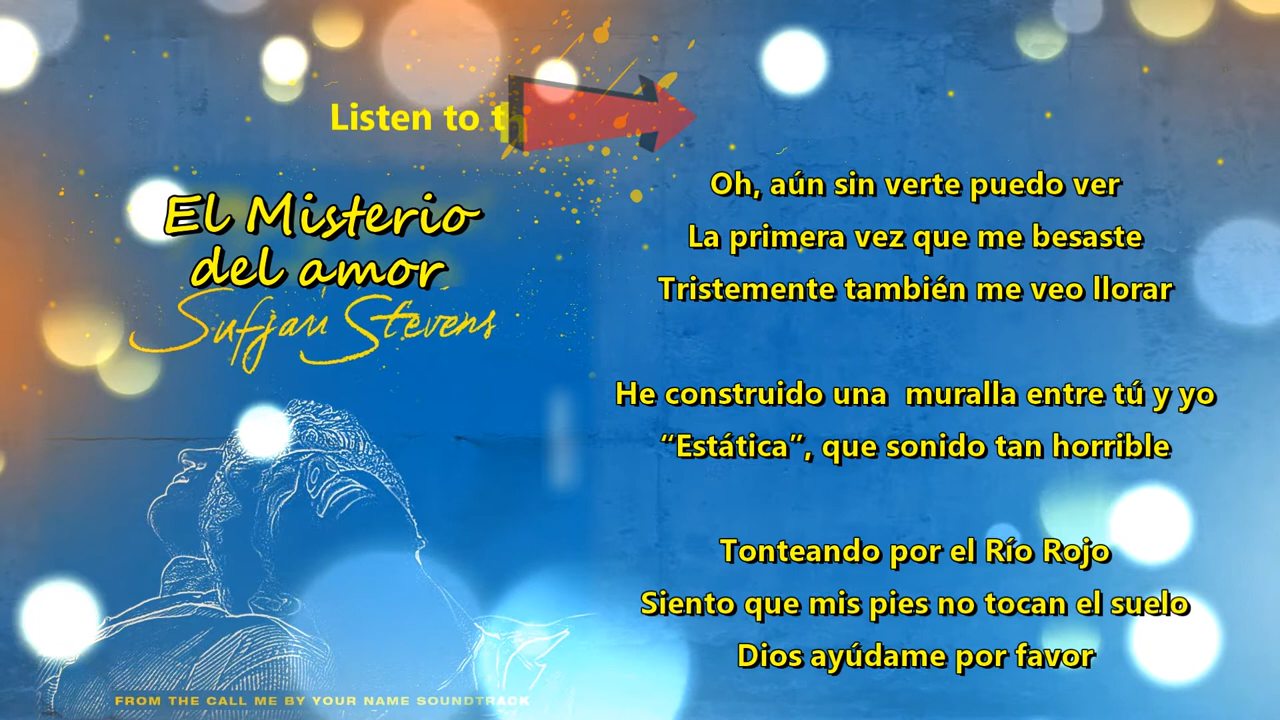 Listen to th
El Misterio
del amor
Sufjan Stevens
Oh, aún sin verte puedo ver
La primera vez que me besaste
Tristemente también me veo llorar
He construido una muralla entre tú y yo
“Estática”, que sonido tan horrible
Tonteando por el Río Rojo
Siento que mis pies no tocan el suelo
Dios ayúdame por favor
FROM THE CALL ME BY YOUR NAME SOUNDTRACK